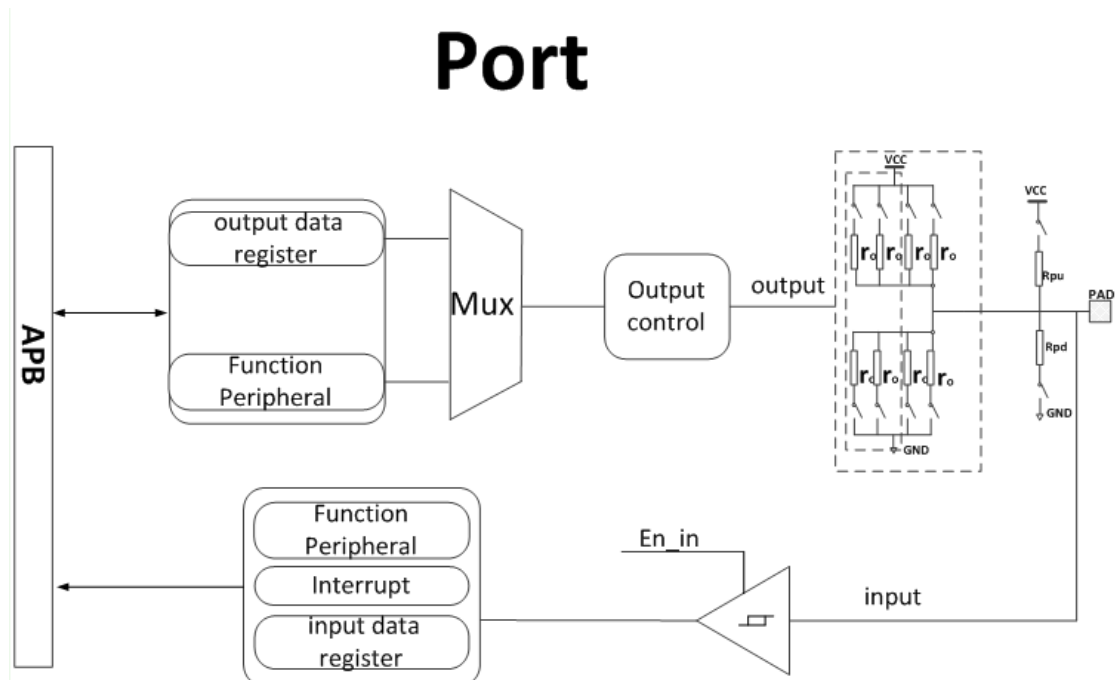 Port
APB
output data
register
Function
Peripheral
Mux
Output
control
output
VCC
ro ro ro ro
ro ro ro ro
GND
VCC
Rpu
PAD
Rpd
GND
Function
Peripheral
Interrupt
input data
register
En_in
input